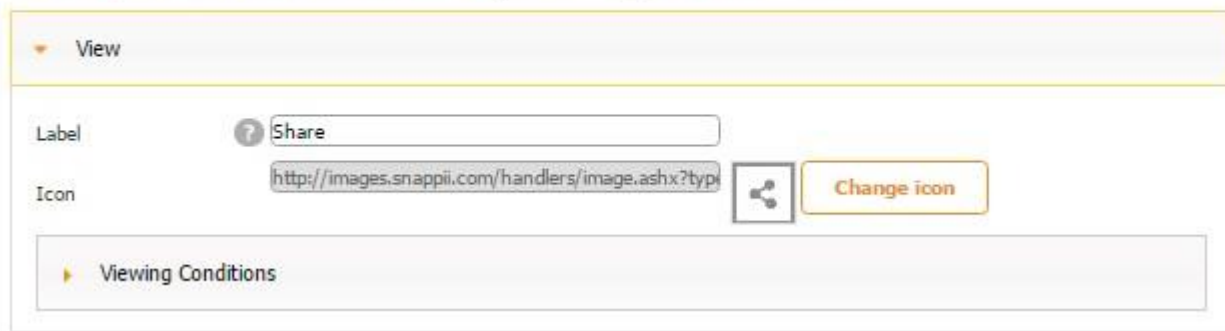 View
Label ? Share
Icon http://images.snappii.com/handlers/image.ashx?type
Change icon
Viewing Conditions